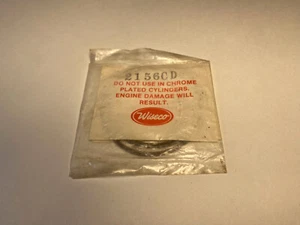 2156CD
DO NOT USE IN CHROME
PLATED CYLINDERS.
ENGINE DAMAGE WILL
RESULT.
Wiseco